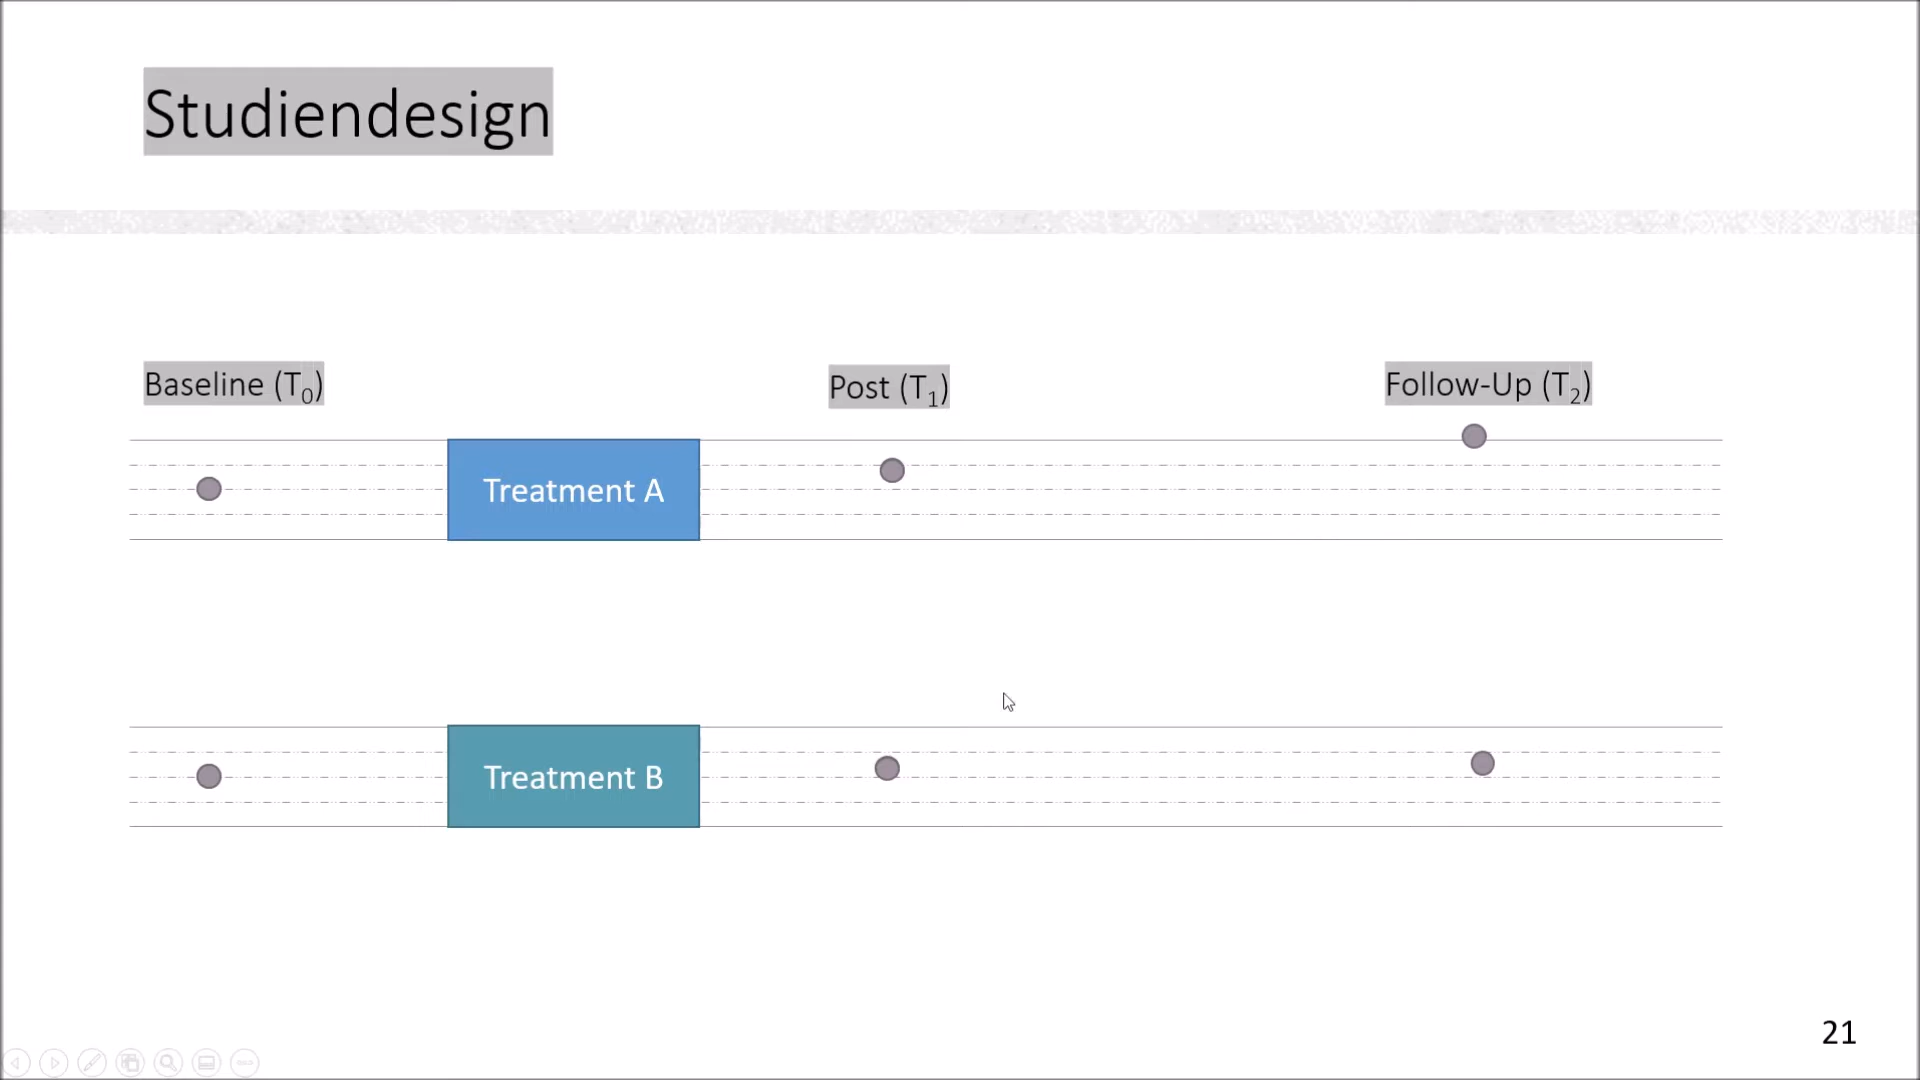 Studiendesign
Baseline (T₀) Post (T₁) Follow-Up (T₂)
Treatment A
Treatment B
21